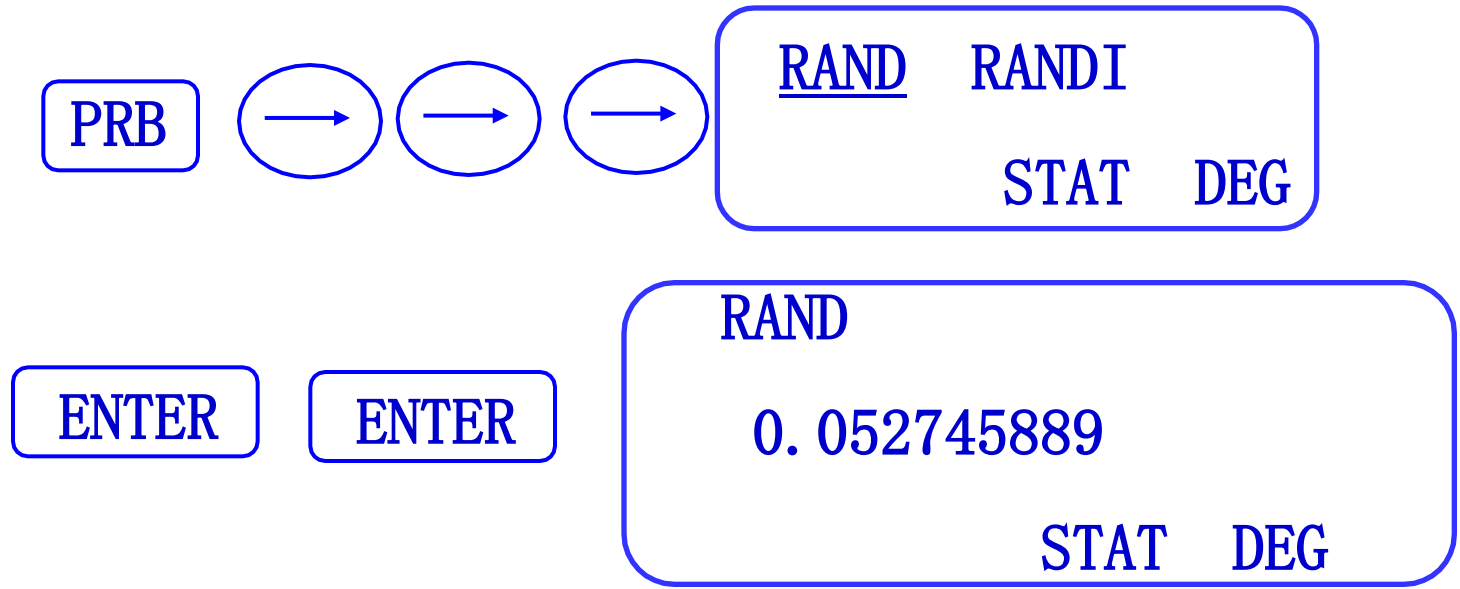 PRB → → → RAND RANDI
STAT DEG
ENTER ENTER RAND
0.052745889
STAT DEG